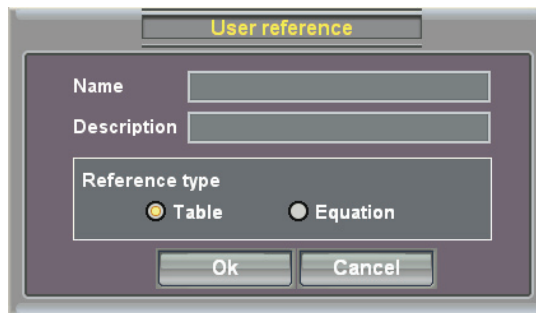 User reference
Name
Description
Reference type
Table Equation
Ok Cancel